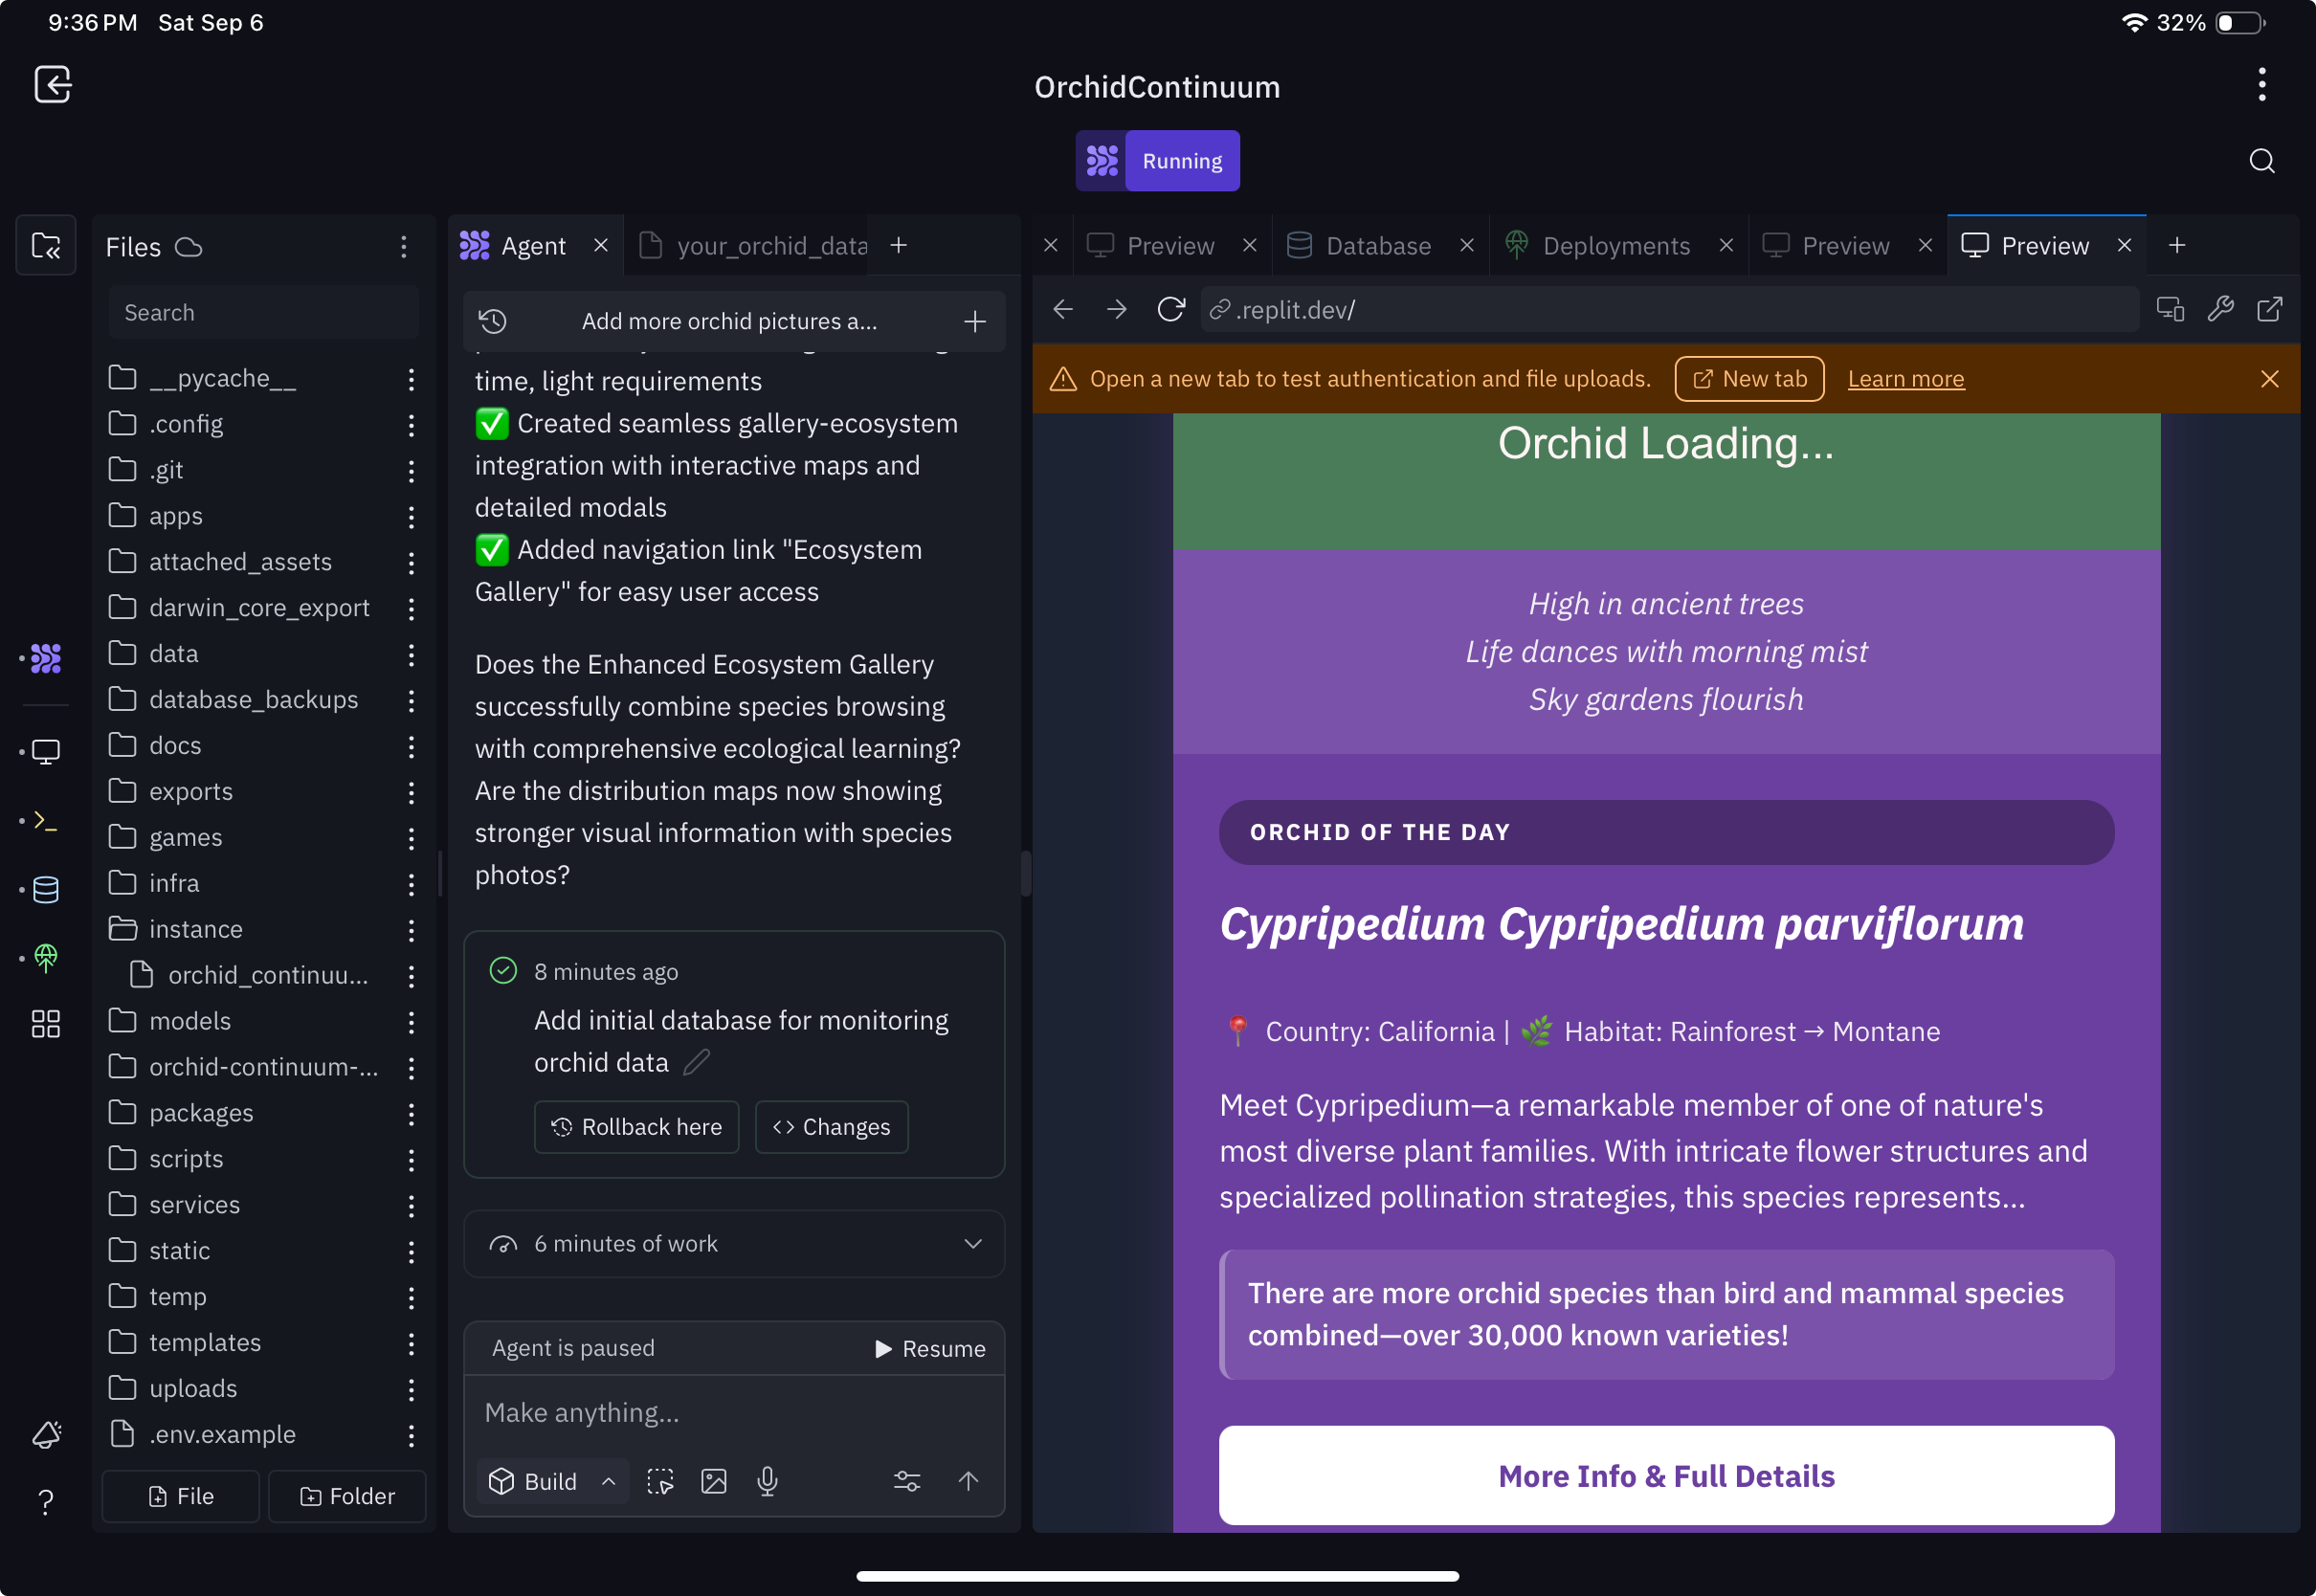 9:36 PM Sat Sep 6
32%
OrchidContinuum
Running
Files
Search
__pycache__
.config
.git
apps
attached_assets
darwin_core_export
data
database_backups
docs
exports
games
infra
instance
orchid_continuu...
models
orchid-continuum-...
packages
scripts
services
static
temp
templates
uploads
.env.example
File
Folder
Agent
your_orchid_data
Add more orchid pictures a...
time, light requirements
✅ Created seamless gallery-ecosystem
integration with interactive maps and
detailed modals
✅ Added navigation link "Ecosystem
Gallery" for easy user access
Does the Enhanced Ecosystem Gallery
successfully combine species browsing
with comprehensive ecological learning?
Are the distribution maps now showing
stronger visual information with species
photos?
8 minutes ago
Add initial database for monitoring
orchid data
Rollback here
Changes
6 minutes of work
Agent is paused
Resume
Make anything...
Build
Preview
Database
Deployments
Preview
Preview
.replit.dev/
Open a new tab to test authentication and file uploads.
New tab
Learn more
Orchid Loading...
High in ancient trees
Life dances with morning mist
Sky gardens flourish
ORCHID OF THE DAY
Cypripedium Cypripedium parviflorum
📍 Country: California | 🌿 Habitat: Rainforest → Montane
Meet Cypripedium—a remarkable member of one of nature's
most diverse plant families. With intricate flower structures and
specialized pollination strategies, this species represents...
There are more orchid species than bird and mammal species
combined—over 30,000 known varieties!
More Info & Full Details